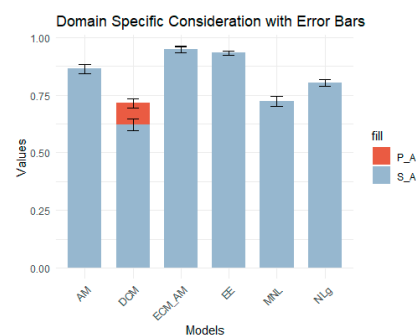 Domain Specific Consideration with Error Bars
1.00
0.75
0.50
0.25
0.00
Values
AM
DCM
ECM_AM
EE
MNL
NLg
Models
fill
P_A
S_A